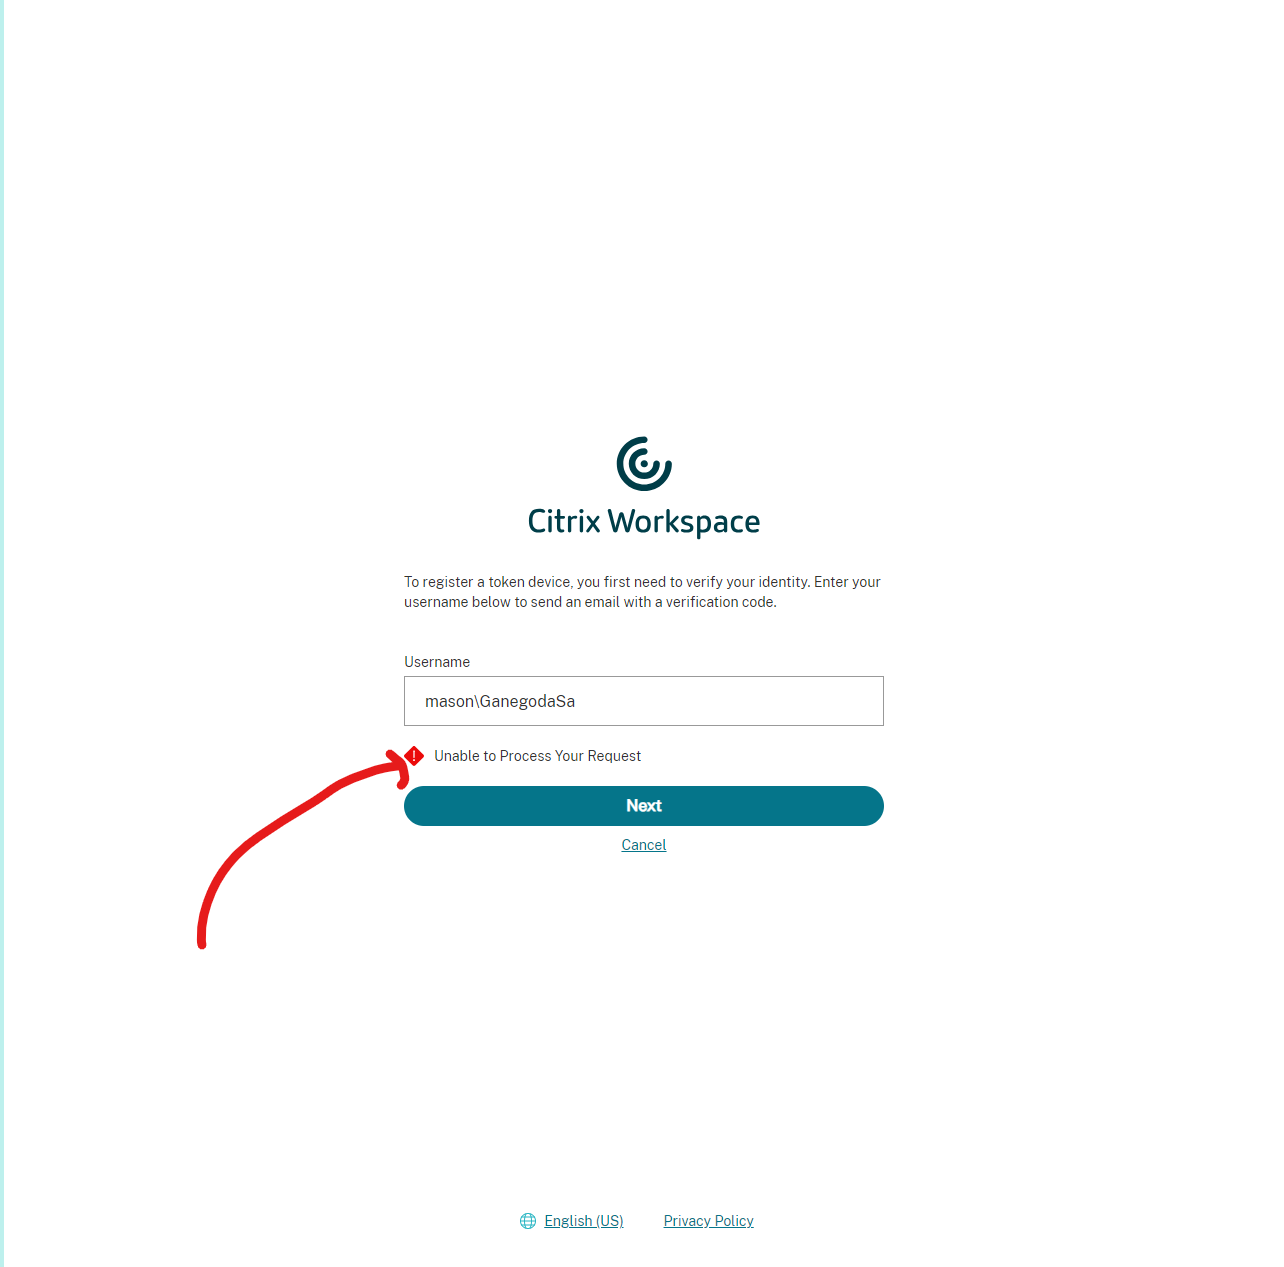 Citrix Workspace
To register a token device, you first need to verify your identity. Enter your
username below to send an email with a verification code.
Username
mason\GanegodaSa
Unable to Process Your Request
Next
Cancel
English (US) Privacy Policy